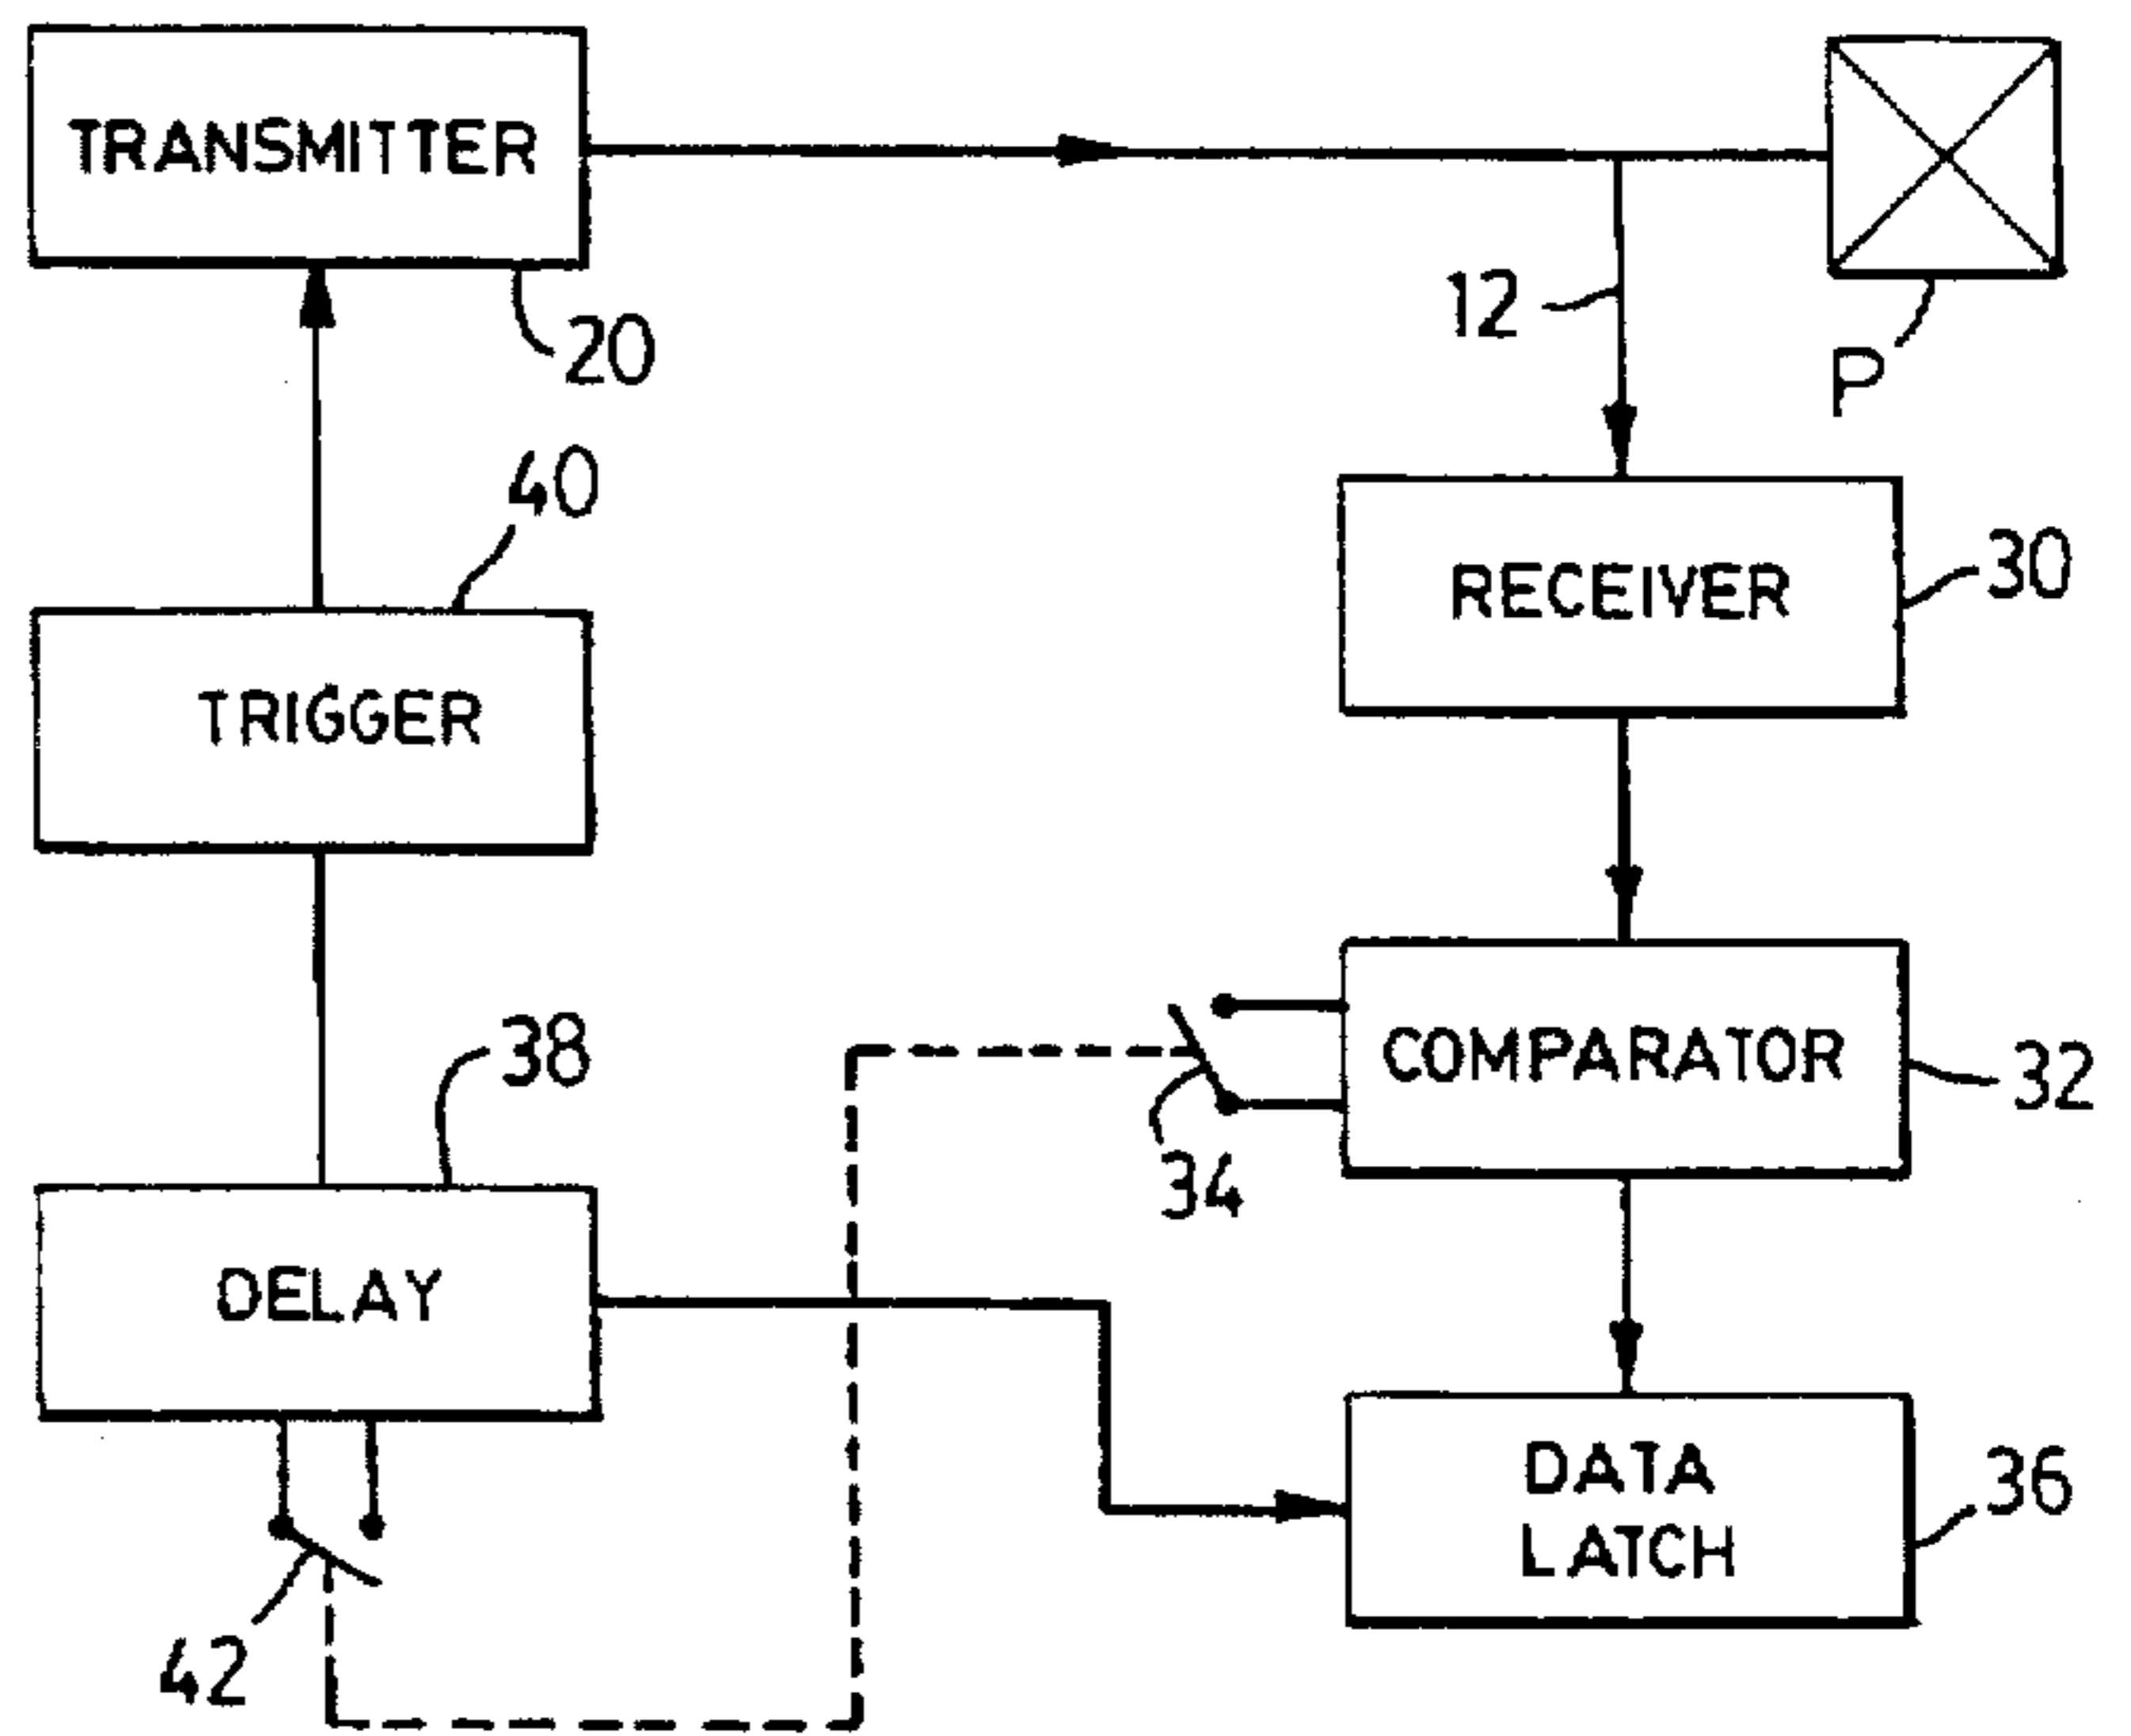 TRANSMITTER
20
12
P
40
RECEIVER
30
TRIGGER
38
COMPARATOR
32
34
DELAY
DATA
LATCH
36
42